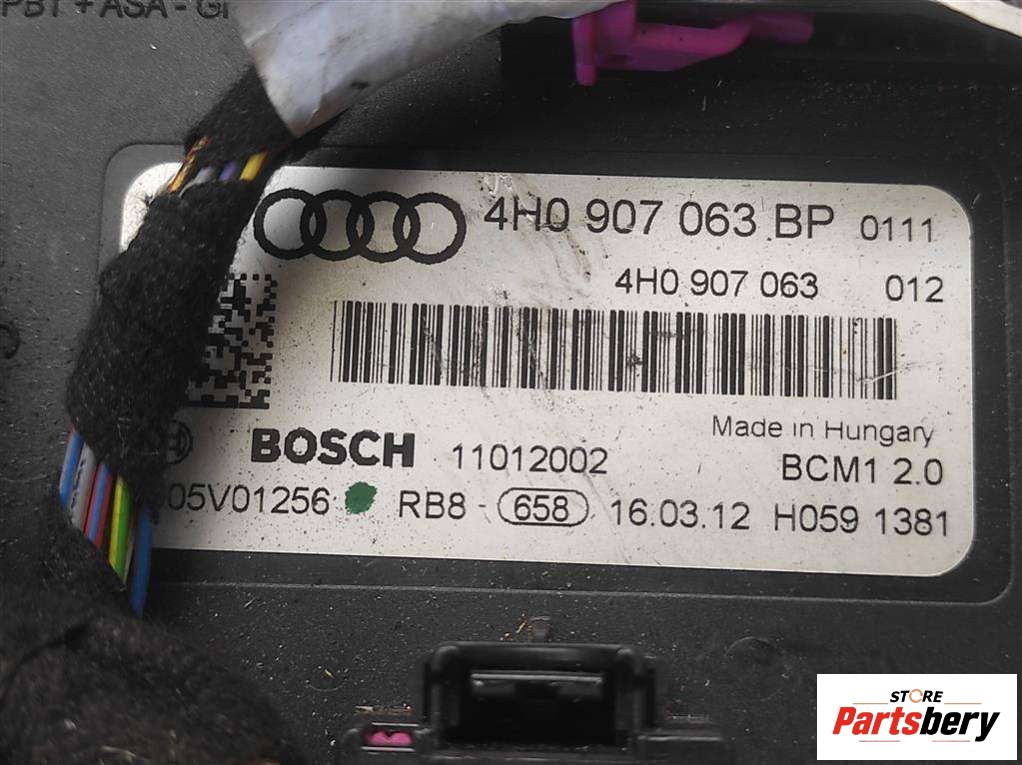 PBT + ASA - GF
4H0 907 063 BP 0111
4H0 907 063 012
Made in Hungary
BOSCH 11012002 BCM1 2.0
05V01256 RB8 - 658 16.03.12 H059 1381
STORE
Partsbery